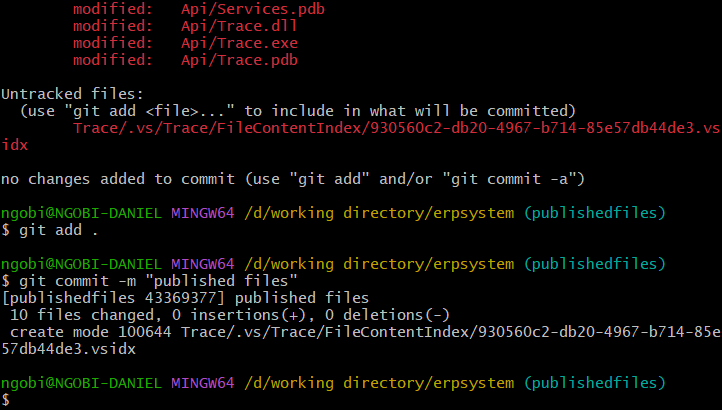 modified:   Api/Services.pdb
modified:   Api/Trace.dll
modified:   Api/Trace.exe
modified:   Api/Trace.pdb
Untracked files:
(use "git add <file>..." to include in what will be committed)
Trace/.vs/Trace/FileContentIndex/930560c2-db20-4967-b714-85e57db44de3.vs
idx
no changes added to commit (use "git add" and/or "git commit -a")
ngobi@NGOBI-DANIEL MINGW64 /d/working directory/erpsystem (publishedfiles)
$ git add .
ngobi@NGOBI-DANIEL MINGW64 /d/working directory/erpsystem (publishedfiles)
$ git commit -m "published files"
[publishedfiles 43369377] published files
10 files changed, 0 insertions(+), 0 deletions(-)
create mode 100644 Trace/.vs/Trace/FileContentIndex/930560c2-db20-4967-b714-85e
57db44de3.vsidx
ngobi@NGOBI-DANIEL MINGW64 /d/working directory/erpsystem (publishedfiles)
$